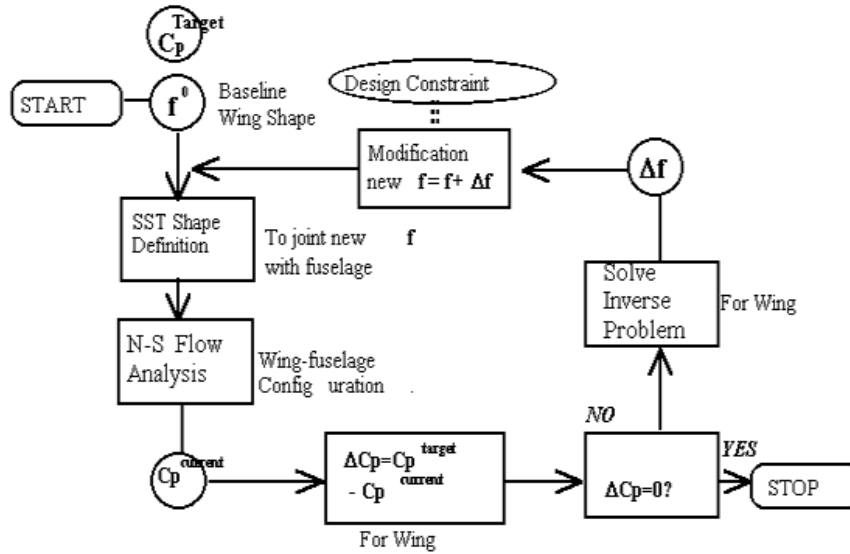 Target
Cp
START
f⁰
Baseline
Wing Shape
Design Constraint
Modification
new f = f + Δf
Δf
SST Shape
Definition
To joint new f
with fuselage
Solve
Inverse
Problem
For Wing
N-S Flow
Analysis
Wing-fuselage
Config uration .
NO
YES
Cp current
ΔCp=Cp target
- Cp current
ΔCp=0?
STOP
For Wing